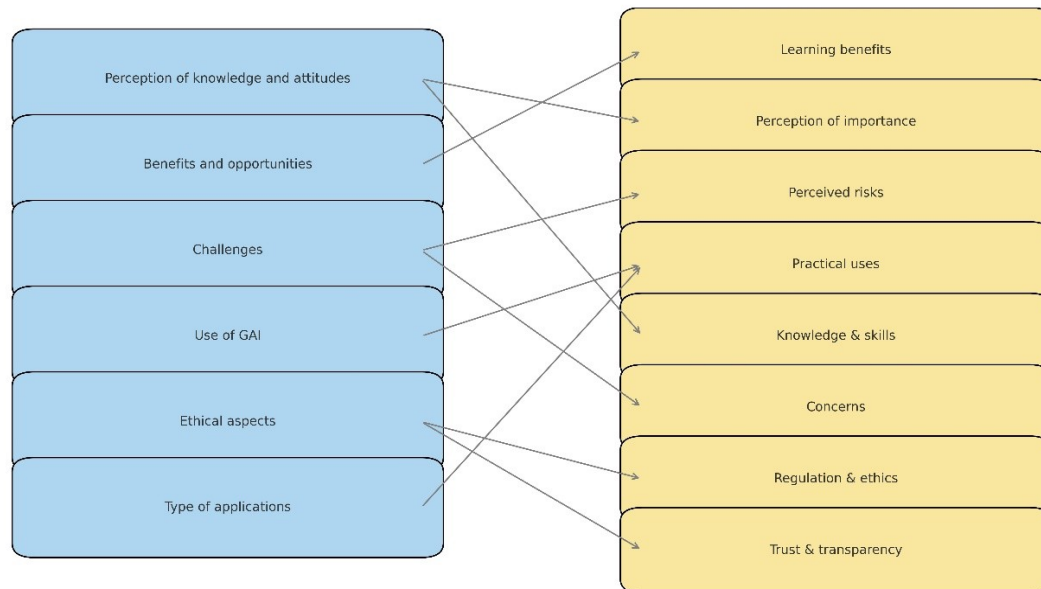 Perception of knowledge and attitudes
Benefits and opportunities
Challenges
Use of GAI
Ethical aspects
Type of applications
Learning benefits
Perception of importance
Perceived risks
Practical uses
Knowledge & skills
Concerns
Regulation & ethics
Trust & transparency